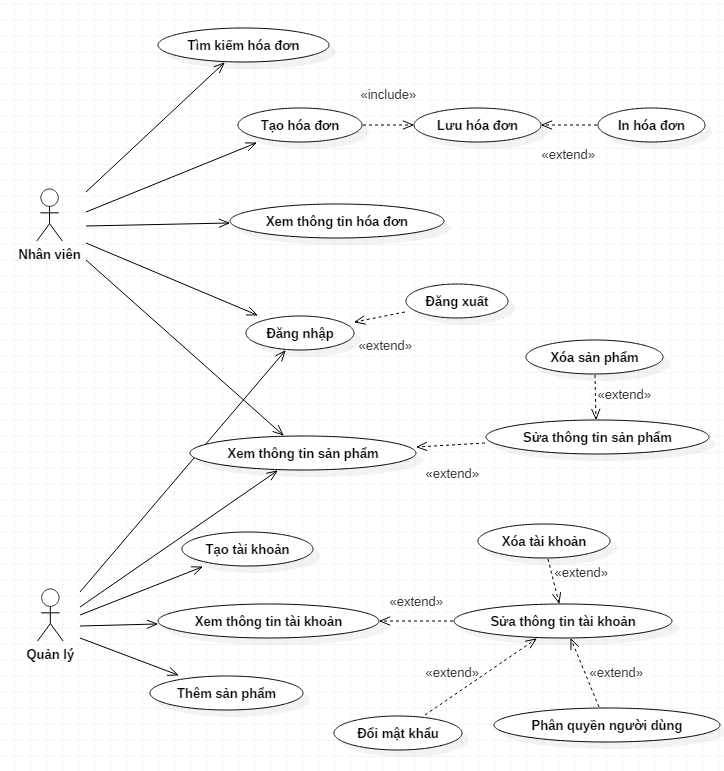 Tìm kiếm hóa đơn
«include»
Tạo hóa đơn
Lưu hóa đơn
In hóa đơn
«extend»
Xem thông tin hóa đơn
Nhân viên
Đăng xuất
Đăng nhập
«extend»
Xóa sản phẩm
«extend»
Sửa thông tin sản phẩm
Xem thông tin sản phẩm
«extend»
Xóa tài khoản
Tạo tài khoản
«extend»
«extend»
Xem thông tin tài khoản
Sửa thông tin tài khoản
Quản lý
«extend»
«extend»
Thêm sản phẩm
Phân quyền người dùng
Đổi mật khẩu